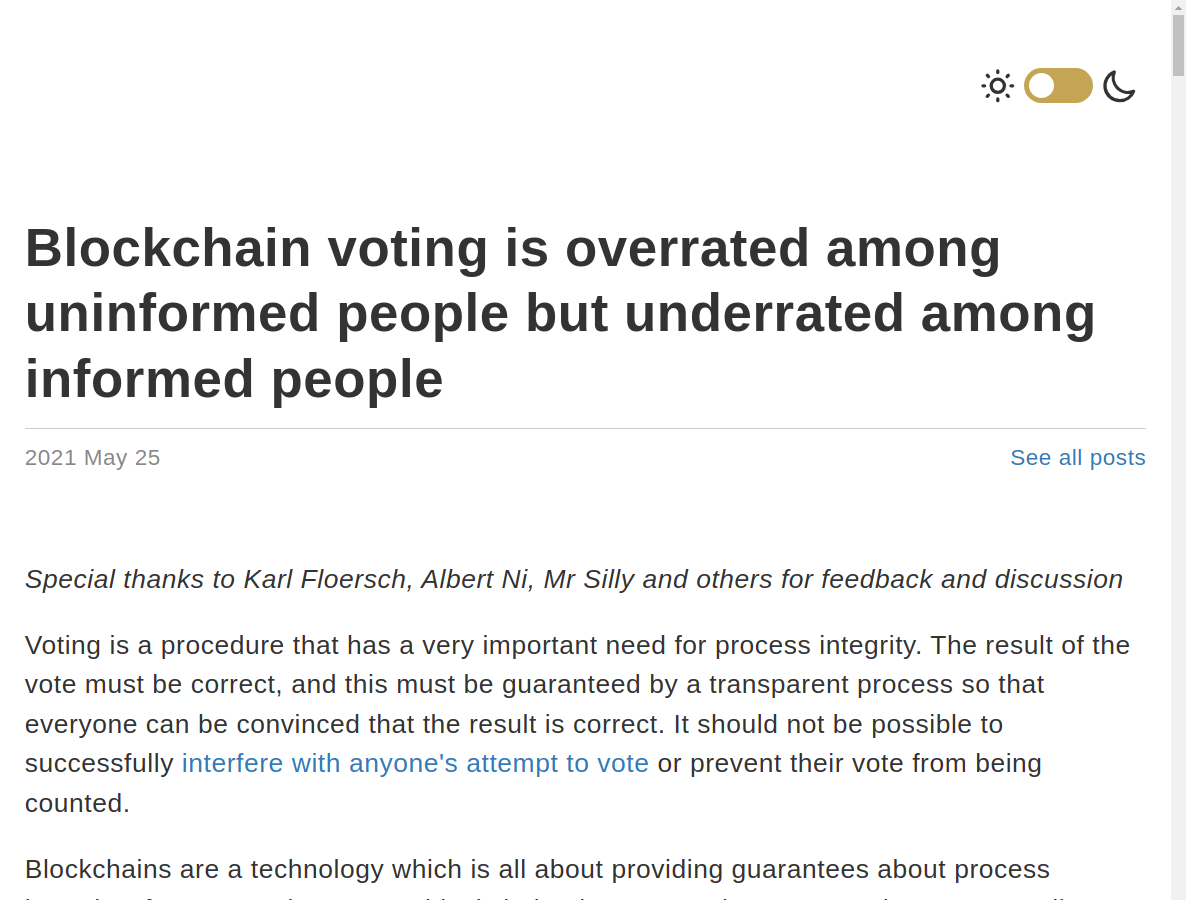 Blockchain voting is overrated among
uninformed people but underrated among
informed people
2021 May 25
See all posts
Special thanks to Karl Floersch, Albert Ni, Mr Silly and others for feedback and discussion
Voting is a procedure that has a very important need for process integrity. The result of the
vote must be correct, and this must be guaranteed by a transparent process so that
everyone can be convinced that the result is correct. It should not be possible to
successfully interfere with anyone's attempt to vote or prevent their vote from being
counted.
Blockchains are a technology which is all about providing guarantees about process